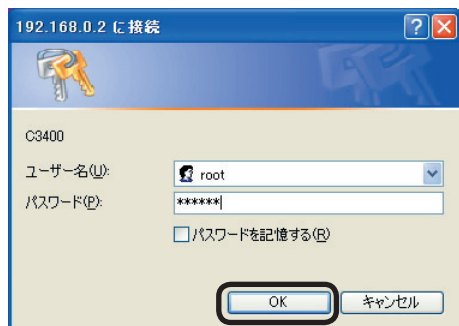 192.168.0.2 に接続
C3400
ユーザー名(U):
root
パスワード(P):
******
パスワードを記憶する(R)
OK
キャンセル